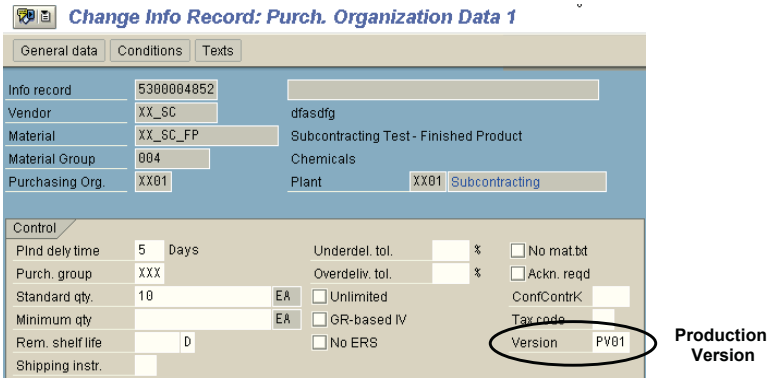 Change Info Record: Purch. Organization Data 1
General data Conditions Texts
Info record 5300004852
Vendor XX_SC dfasdfg
Material XX_SC_FP Subcontracting Test - Finished Product
Material Group 004 Chemicals
Purchasing Org. XX01 Plant XX01 Subcontracting
Control
Plnd dely time 5 Days Underdel. tol. % No mat.txt
Purch. group XXX Overdeliv. tol. % Ackn. reqd
Standard qty. 10 EA Unlimited ConfContrK
Minimum qty EA GR-based IV Tax code
Rem. shelf life D No ERS Version PV01
Shipping instr.
Production
Version